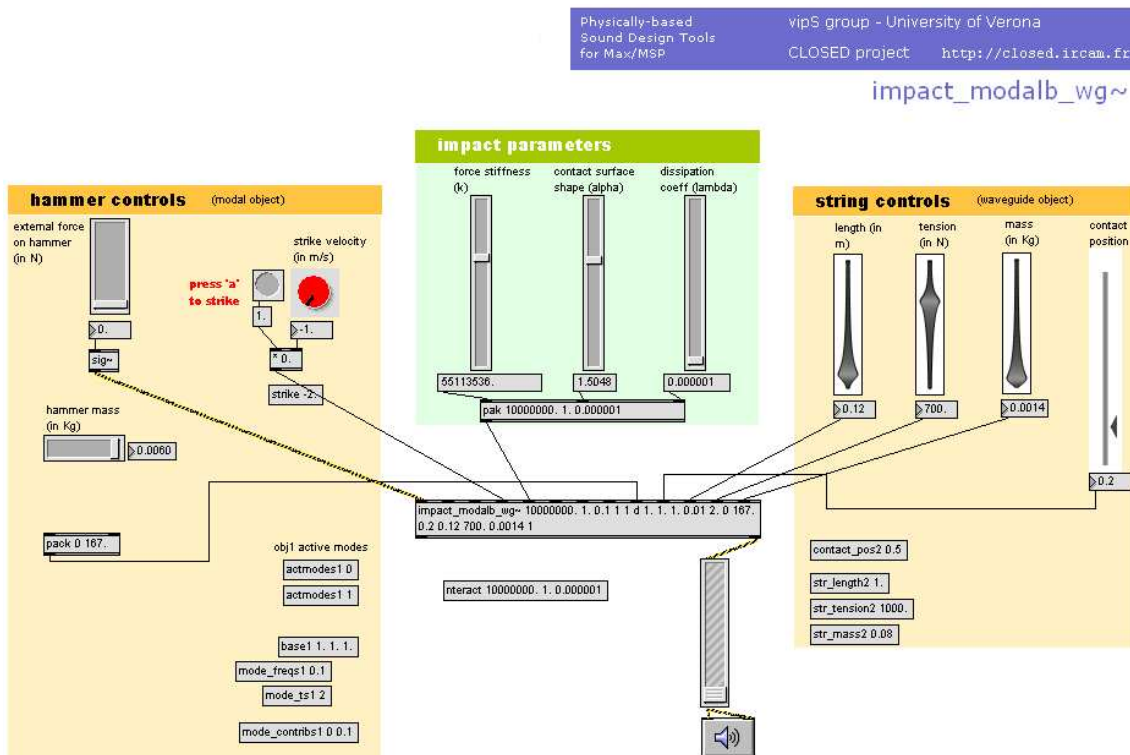 Physically-based
Sound Design Tools
for Max/MSP
vipS group - University of Verona
CLOSED project http://closed.ircam.fr
impact_modalb_wg~
impact parameters
force stiffness
(k)
contact surface
shape (alpha)
dissipation
coeff (lambda)
55113536.
1.5048
0.000001
pak 10000000. 1. 0.000001
hammer controls (modal object)
external force
on hammer
(in N)
strike velocity
(in m/s)
press 'a'
to strike
1.
0.
-1.
sig~
* 0.
strike -2.
hammer mass
(in Kg)
0.0060
pack 0 167.
obj1 active modes
actmodes1 0
actmodes1 1
base1 1. 1. 1.
mode_freqs1 0.1
mode_ts1 2
mode_contribs1 0 0.1
impact_modalb_wg~ 10000000. 1. 0.1 1 1 d 1. 1. 1. 0.01 2. 0 167.
0.2 0.12 700. 0.0014 1
nteract 10000000. 1. 0.000001
string controls (waveguide object)
length (in
m)
tension
(in N)
mass
(in Kg)
contact
position
0.12
700.
0.0014
0.2
contact_pos2 0.5
str_length2 1.
str_tension2 1000.
str_mass2 0.08